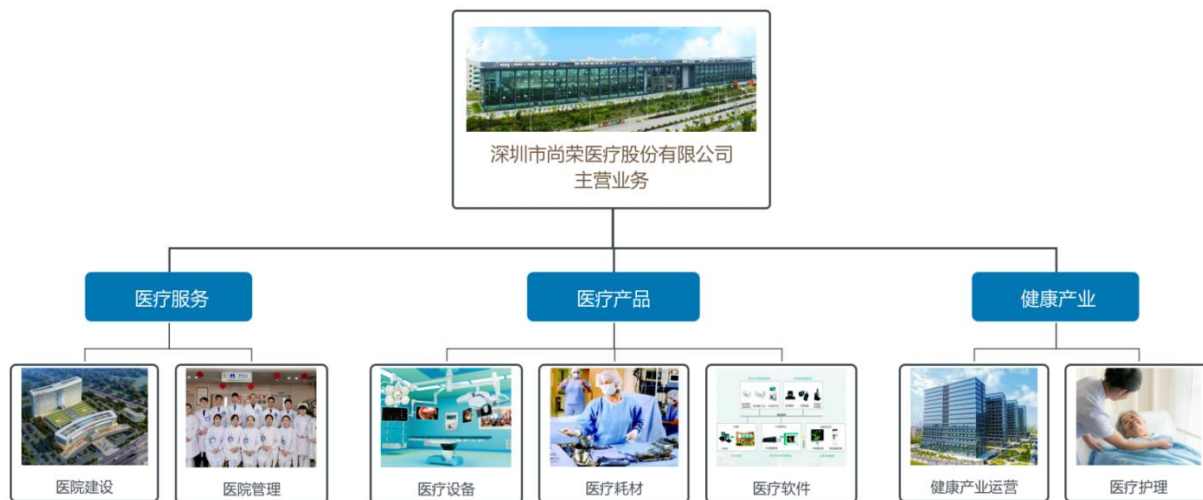 深圳市尚荣医疗股份有限公司
主营业务
医疗服务
医疗产品
健康产业
医院建设
医院管理
医疗设备
医疗耗材
医疗软件
健康产业运营
医疗护理